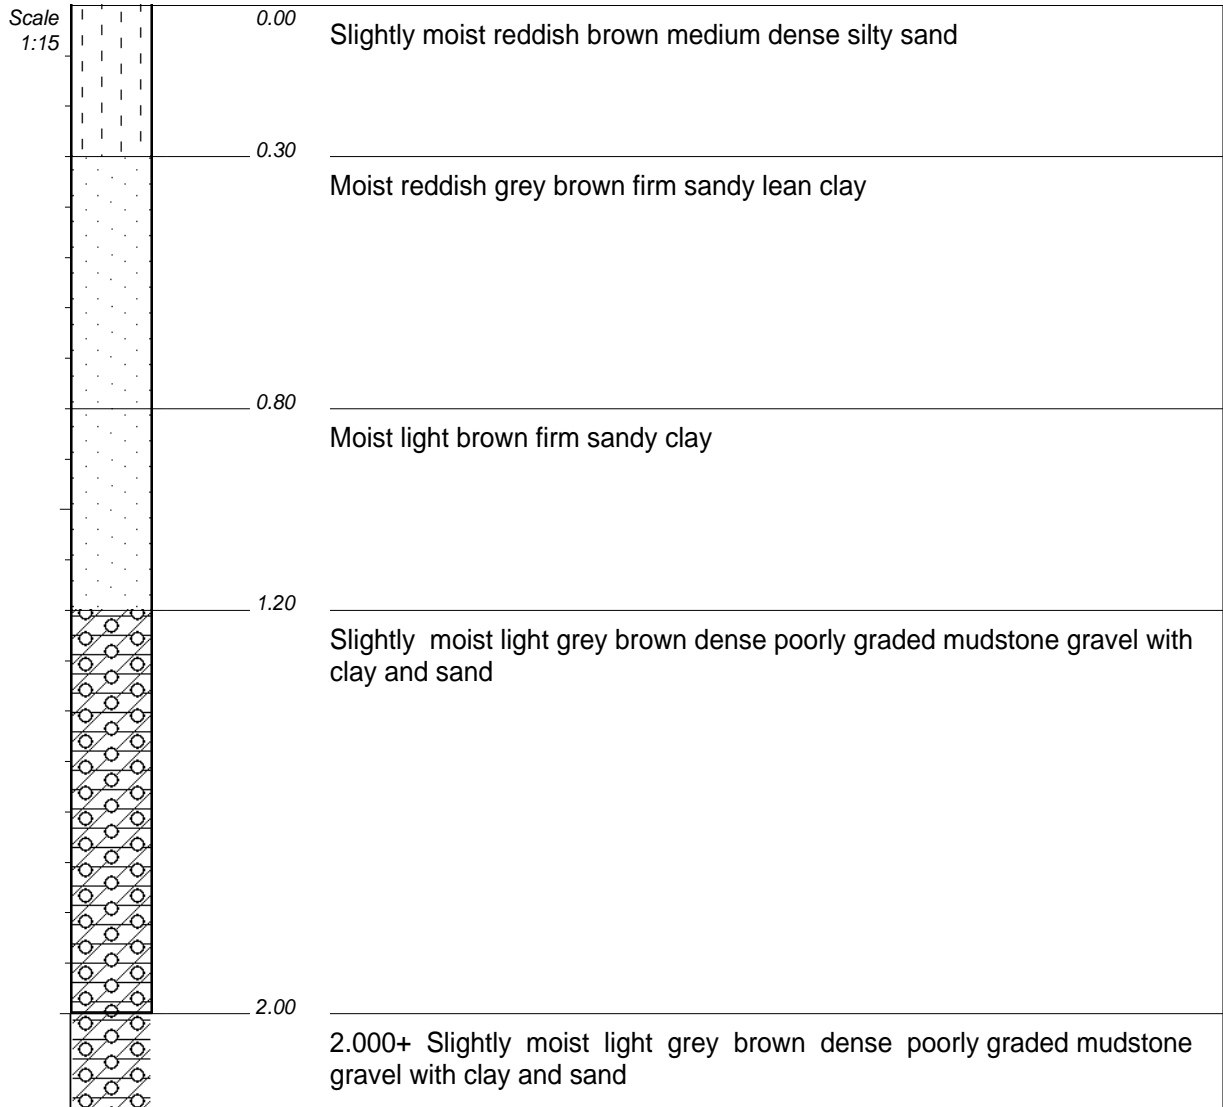 Scale
1:15
0.00
Slightly moist reddish brown medium dense silty sand
0.30
Moist reddish grey brown firm sandy lean clay
0.80
Moist light brown firm sandy clay
1.20
Slightly moist light grey brown dense poorly graded mudstone gravel with
clay and sand
2.00
2.000+ Slightly moist light grey brown dense poorly graded mudstone
gravel with clay and sand